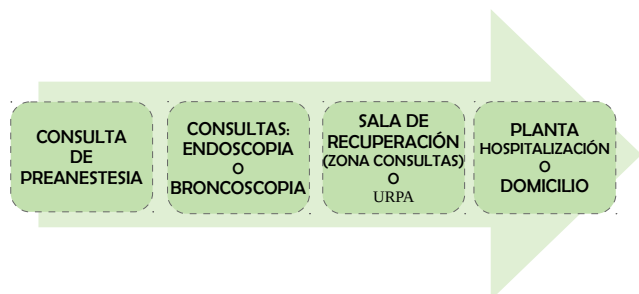 CONSULTA
DE
PREANESTESIA
CONSULTAS:
ENDOSCOPIA
O
BRONCOSCOPIA
SALA DE
RECUPERACIÓN
(ZONA CONSULTAS)
O
URPA
PLANTA
HOSPITALIZACIÓN
O
DOMICILIO